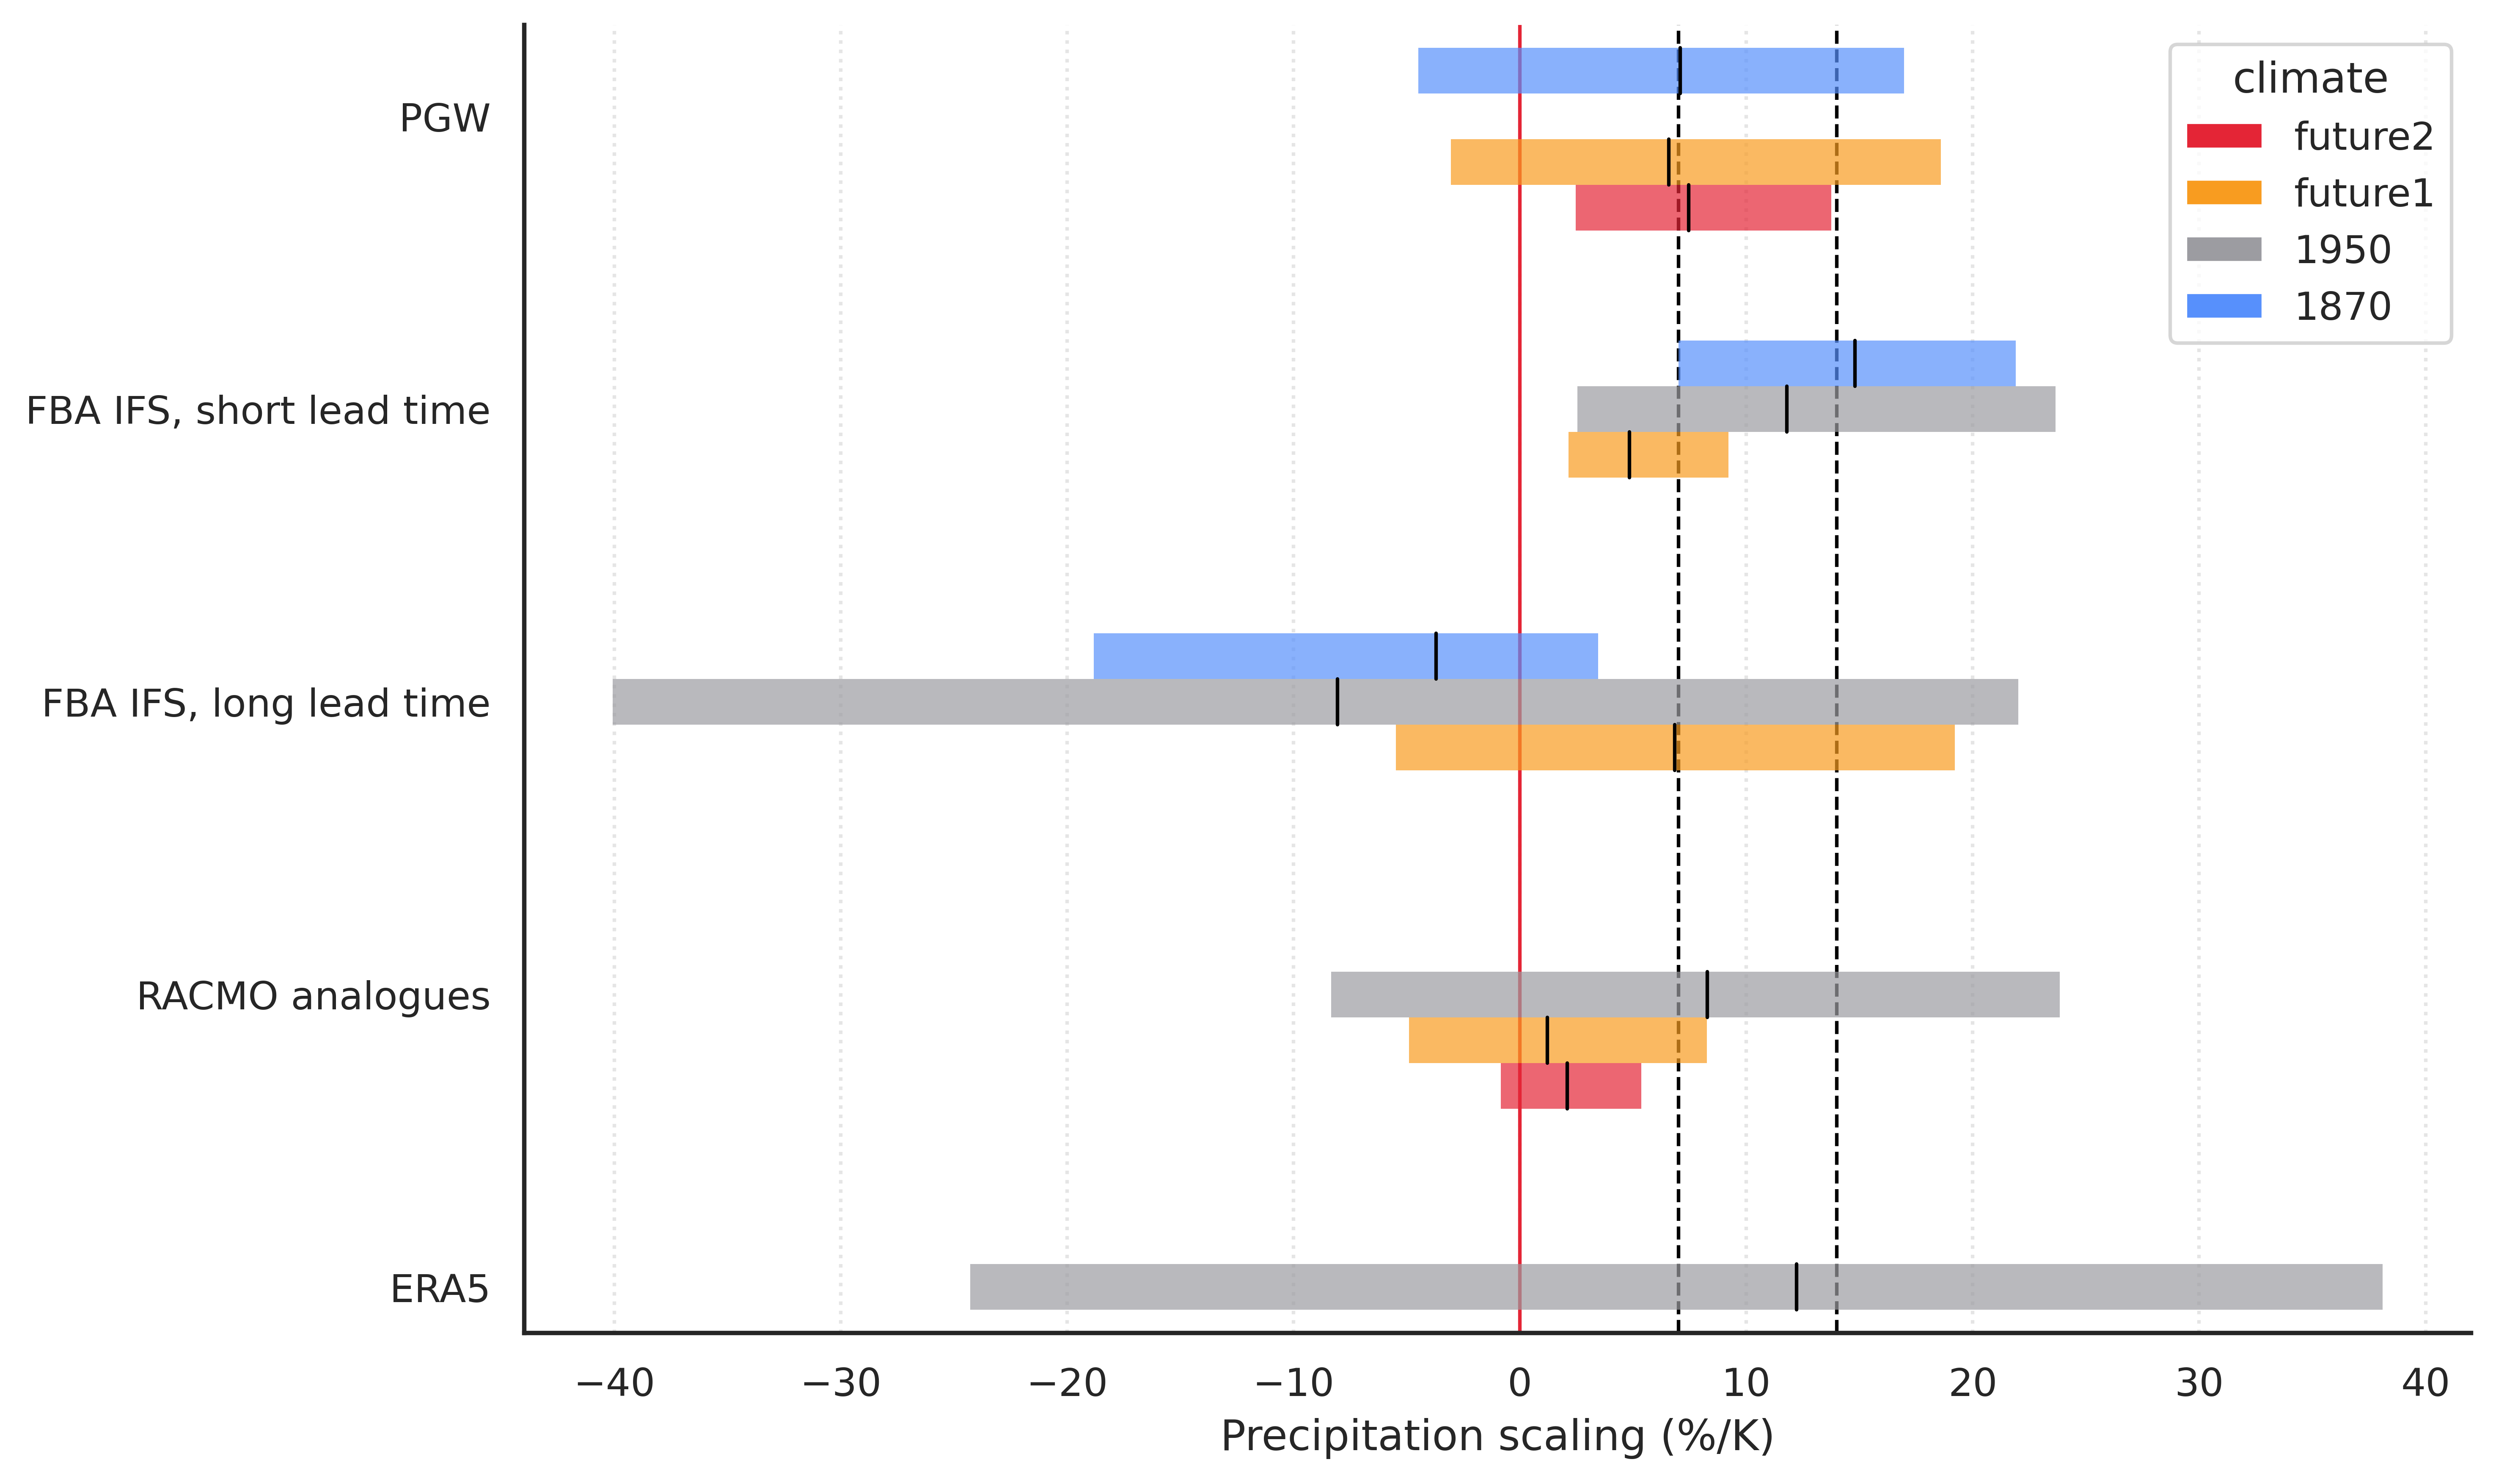 climate
future2
future1
1950
1870
PGW
FBA IFS, short lead time
FBA IFS, long lead time
RACMO analogues
ERA5
−40 −30 −20 −10 0 10 20 30 40
Precipitation scaling (%/K)